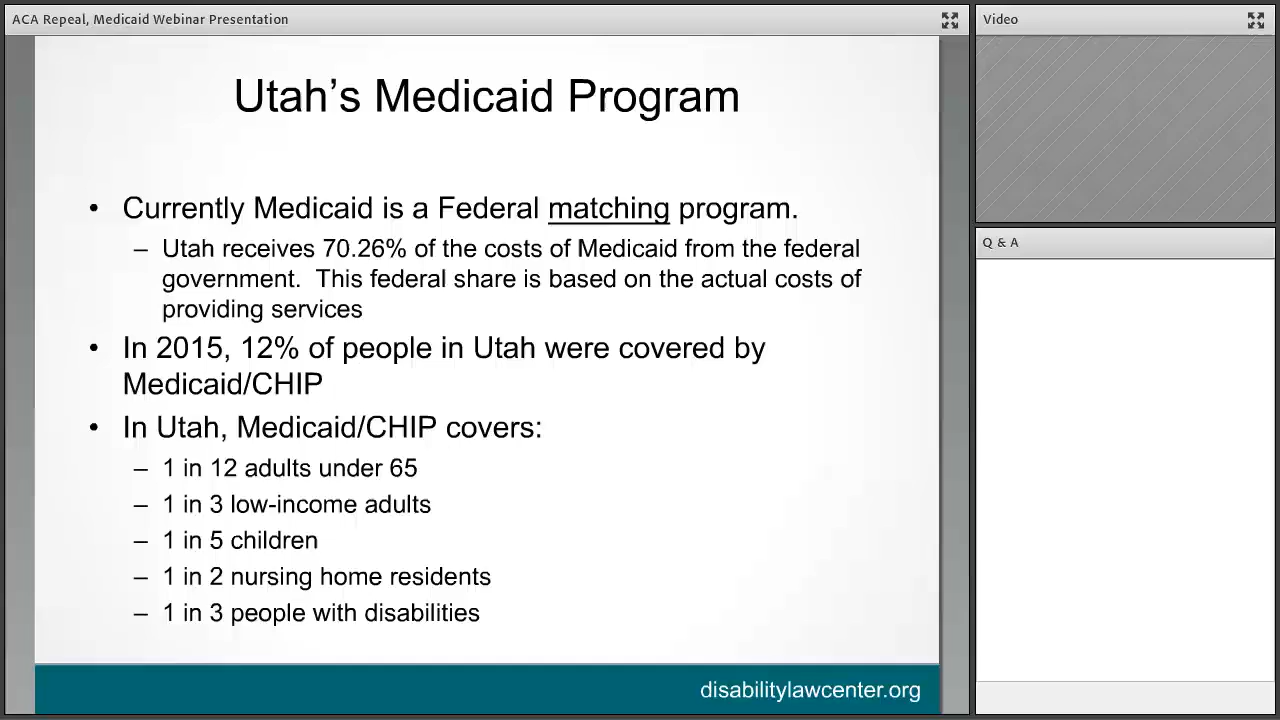 ACA Repeal, Medicaid Webinar Presentation
Video
Utah’s Medicaid Program
Q & A
• Currently Medicaid is a Federal matching program.
– Utah receives 70.26% of the costs of Medicaid from the federal
government.  This federal share is based on the actual costs of
providing services
• In 2015, 12% of people in Utah were covered by
Medicaid/CHIP
• In Utah, Medicaid/CHIP covers:
– 1 in 12 adults under 65
– 1 in 3 low-income adults
– 1 in 5 children
– 1 in 2 nursing home residents
– 1 in 3 people with disabilities
disabilitylawcenter.org